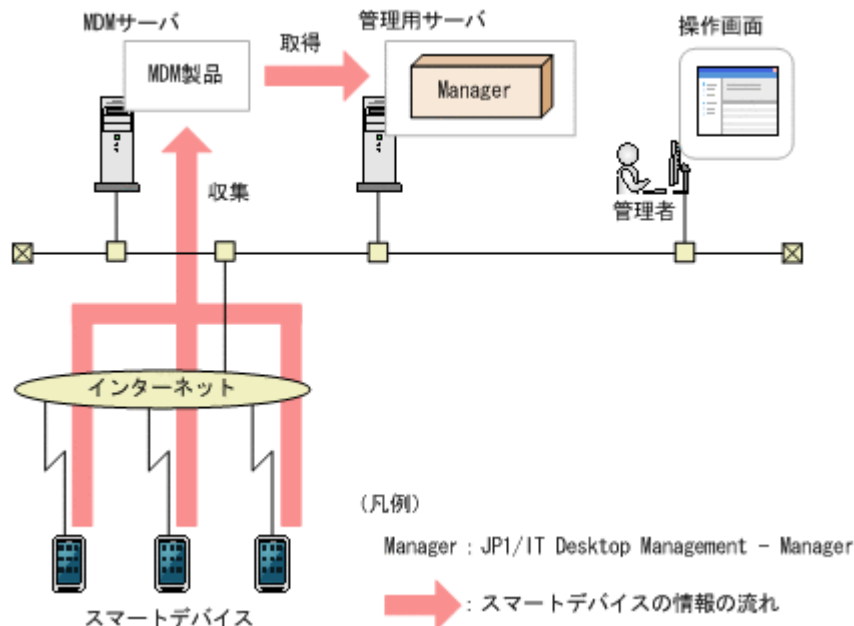 MDMサーバ
管理用サーバ
操作画面
MDM製品
取得
Manager
収集
管理者
インターネット
スマートデバイス
(凡例)
Manager : JP1/IT Desktop Management − Manager
: スマートデバイスの情報の流れ